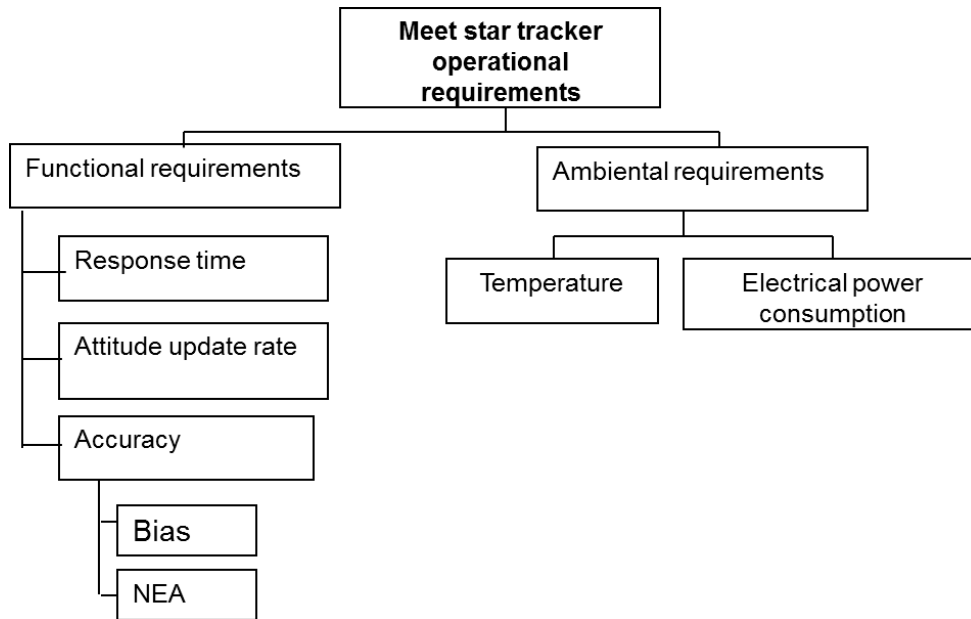 Meet star tracker
operational
requirements
Functional requirements
Ambiental requirements
Response time
Temperature
Electrical power
consumption
Attitude update rate
Accuracy
Bias
NEA